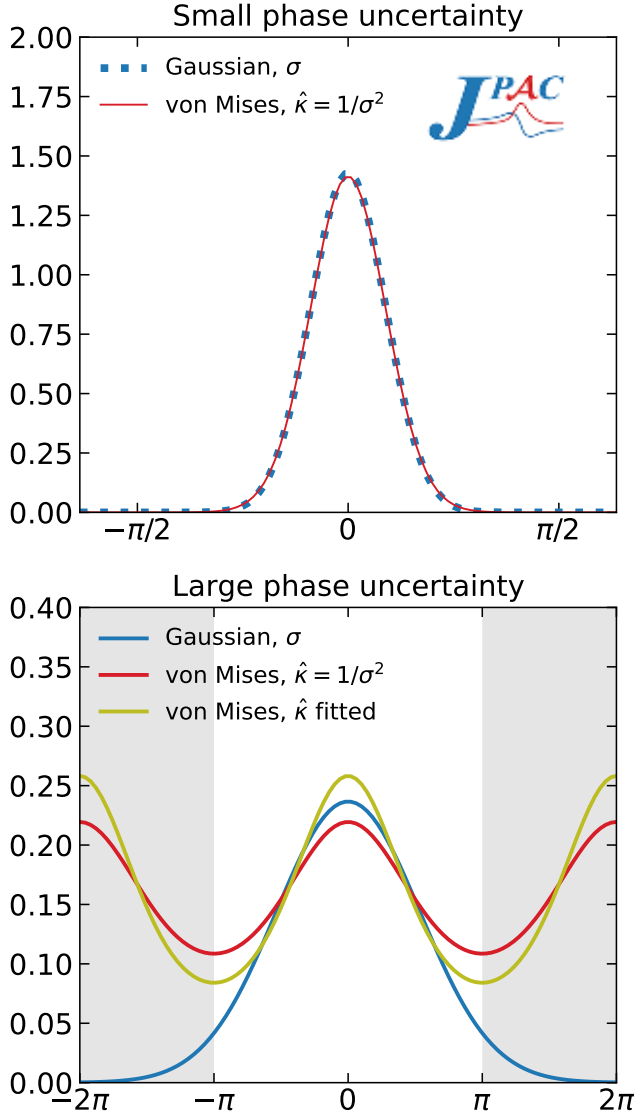 Small phase uncertainty
2.00
1.75
1.50
1.25
1.00
0.75
0.50
0.25
0.00
Gaussian, σ
von Mises, κ̂ = 1/σ²
JPAC
−π/2 0 π/2
Large phase uncertainty
0.40
0.35
0.30
0.25
0.20
0.15
0.10
0.05
0.00
Gaussian, σ
von Mises, κ̂ = 1/σ²
von Mises, κ̂ fitted
−2π −π 0 π 2π